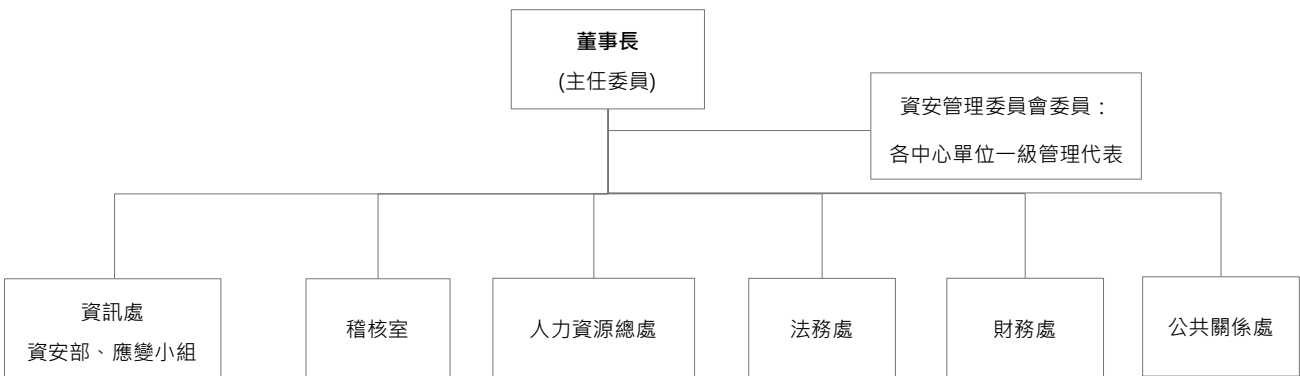 董事長
(主任委員)
資安管理委員會委員：
各中心單位一級管理代表
資訊處
資安部、應變小組
稽核室
人力資源總處
法務處
財務處
公共關係處